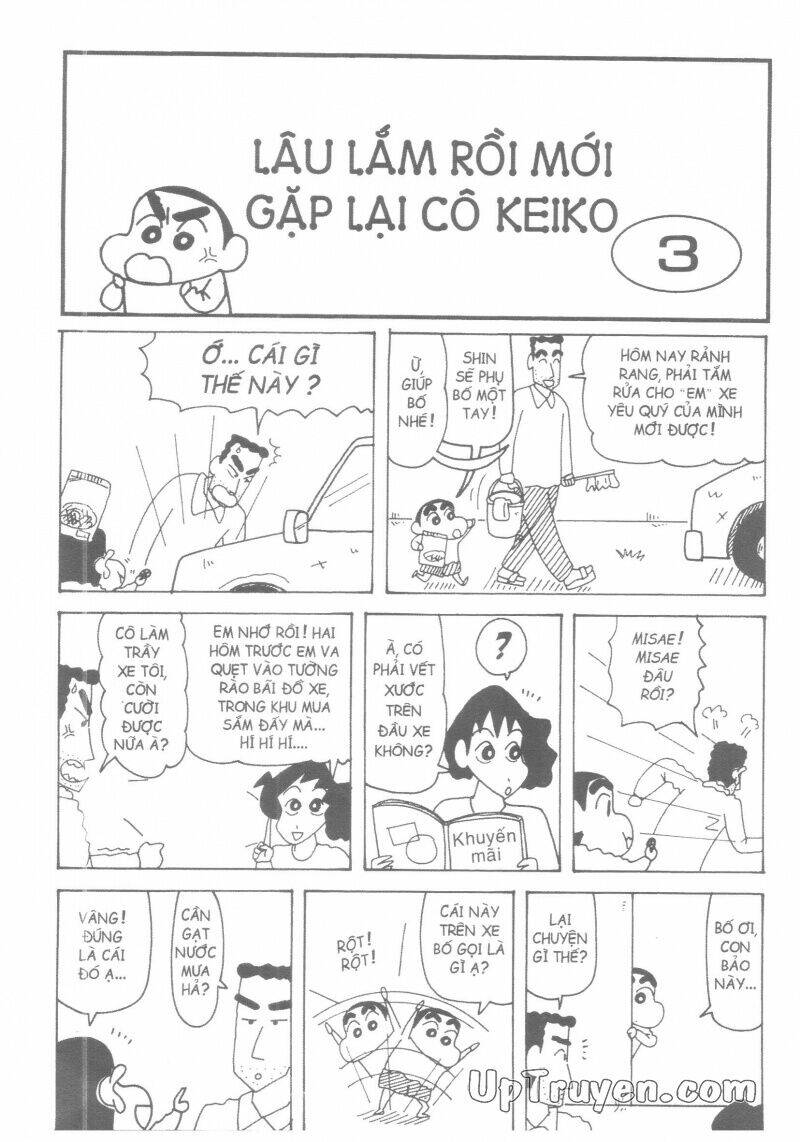 LÂU LẮM RỒI MỚI
GẶP LẠI CÔ KEIKO
3
HÔM NAY RẢNH
RANG, PHẢI TẮM
RỬA CHO "EM" XE
YÊU QUÝ CỦA MÌNH
MỚI ĐƯỢC!
SHIN
SẼ PHỤ
BỐ MỘT
TAY!
Ừ
GIÚP
BỐ
NHÉ!
Ớ... CÁI GÌ
THẾ NÀY?
MISAE!
MISAE
ĐÂU
RỒI?
?
À, CÓ
PHẢI VẾT
XƯỚC
TRÊN
ĐẦU XE
KHÔNG?
Khuyến
mãi
EM NHỚ RỒI! HAI
HÔM TRƯỚC EM VA
QUẸT VÀO TƯỜNG
RÀO BÃI ĐỖ XE,
TRONG KHU MUA
SẮM ĐẤY MÀ...
HÍ HÍ HÍ....
CÔ LÀM
TRẦY
XE TÔI,
CÒN
CƯỜI
ĐƯỢC
NỮA À?
BỐ ƠI,
CON
BẢO
NÀY...
LẠI
CHUYỆN
GÌ THẾ?
CÁI NÀY
TRÊN XE
BỐ GỌI LÀ
GÌ Ạ?
RỘT!
RỘT!
CẦN
GẠT
NƯỚC
MƯA
HẢ?
VÂNG!
ĐÚNG
LÀ CÁI
ĐÓ Ạ...
UpTruyen.com